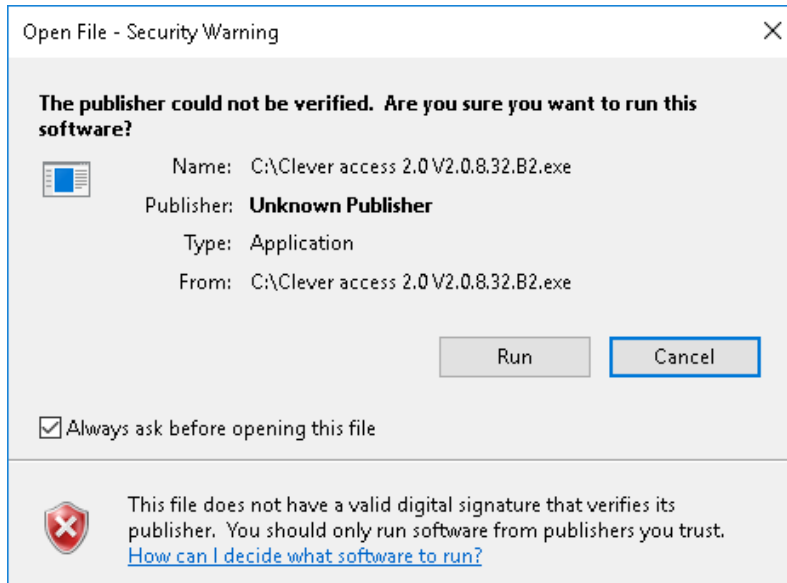 Open File - Security Warning
The publisher could not be verified.  Are you sure you want to run this
software?
Name: C:\Clever access 2.0 V2.0.8.32.B2.exe
Publisher: Unknown Publisher
Type: Application
From: C:\Clever access 2.0 V2.0.8.32.B2.exe
Run Cancel
Always ask before opening this file
This file does not have a valid digital signature that verifies its
publisher.  You should only run software from publishers you trust.
How can I decide what software to run?